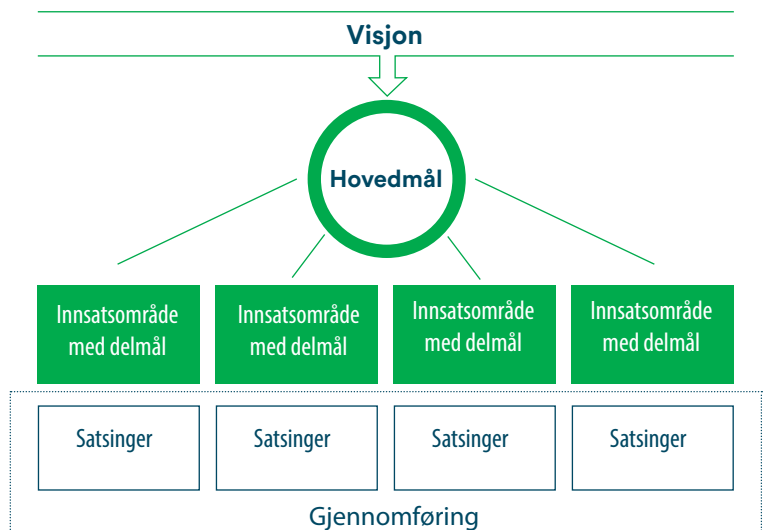 Visjon
Hovedmål
Innsatsområde
med delmål
Innsatsområde
med delmål
Innsatsområde
med delmål
Innsatsområde
med delmål
Satsinger
Satsinger
Satsinger
Satsinger
Gjennomføring